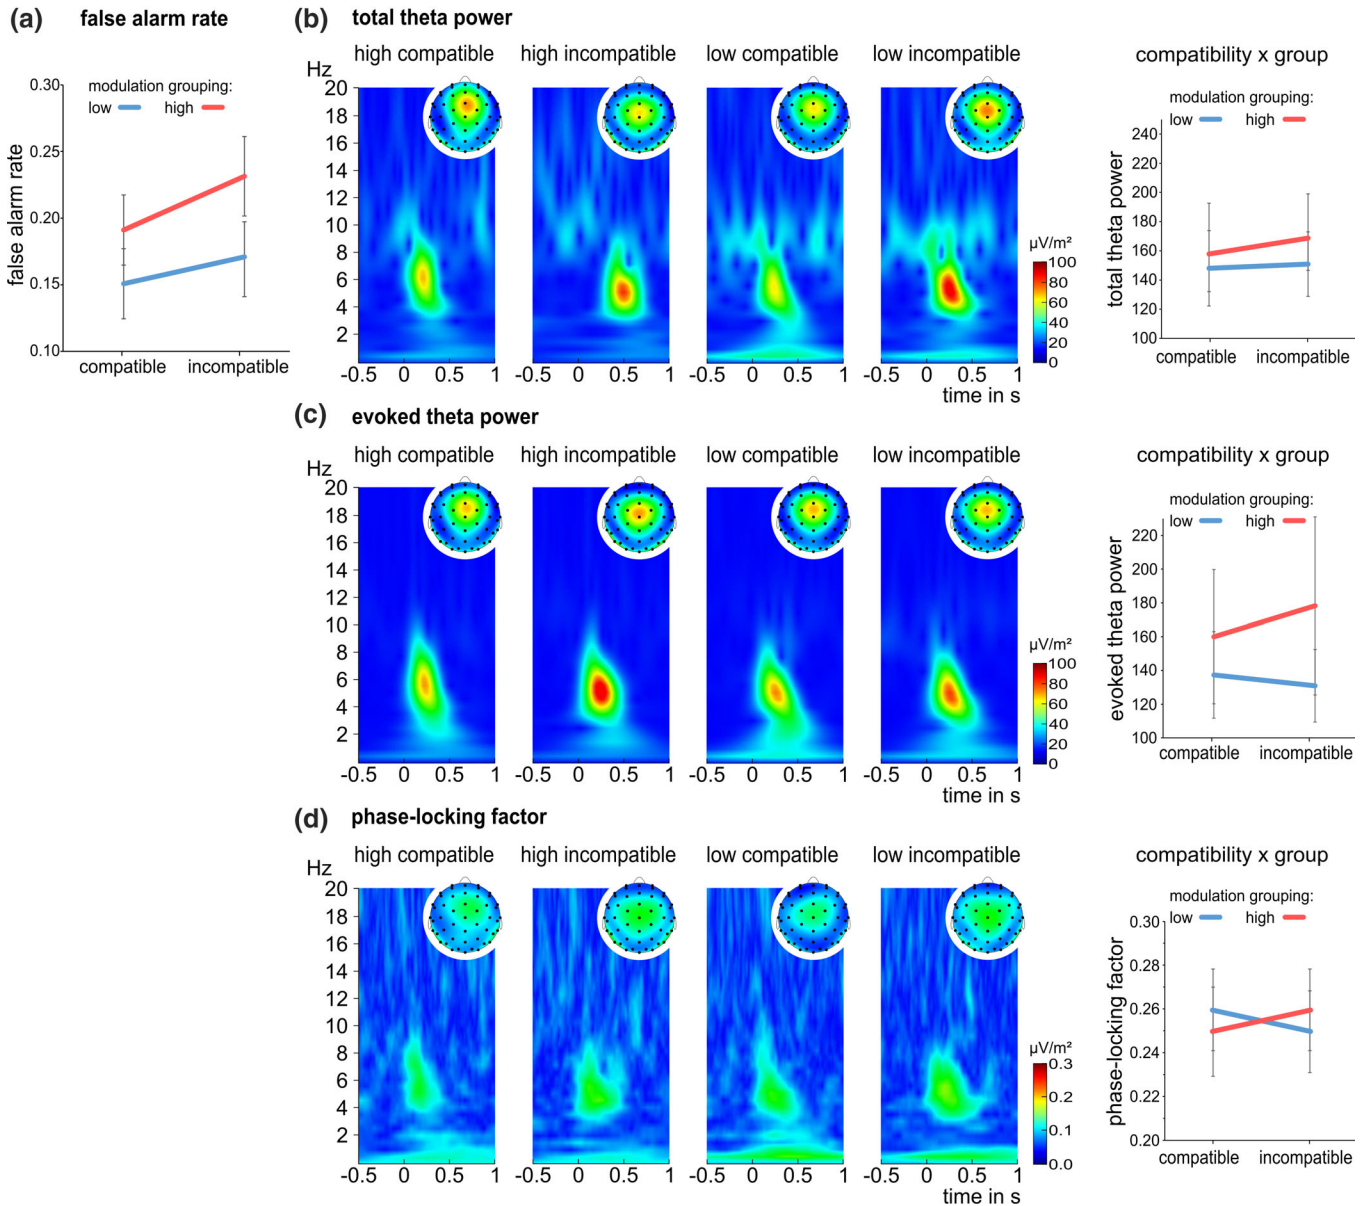 (a) false alarm rate
modulation grouping:
low high
false alarm rate
0.30
0.25
0.20
0.15
0.10
compatible incompatible
(b) total theta power
high compatible high incompatible low compatible low incompatible
Hz
20
18
16
14
12
10
8
6
4
2
-0.5 0 0.5 1 -0.5 0 0.5 1 -0.5 0 0.5 1 -0.5 0 0.5 1
time in s
µV/m²
100
80
60
40
20
0
compatibility x group
modulation grouping:
low high
total theta power
240
220
200
180
160
140
120
100
compatible incompatible
(c) evoked theta power
high compatible high incompatible low compatible low incompatible
Hz
20
18
16
14
12
10
8
6
4
2
-0.5 0 0.5 1 -0.5 0 0.5 1 -0.5 0 0.5 1 -0.5 0 0.5 1
time in s
µV/m²
100
80
60
40
20
0
compatibility x group
modulation grouping:
low high
evoked theta power
220
200
180
160
140
120
100
compatible incompatible
(d) phase-locking factor
high compatible high incompatible low compatible low incompatible
Hz
20
18
16
14
12
10
8
6
4
2
-0.5 0 0.5 1 -0.5 0 0.5 1 -0.5 0 0.5 1 -0.5 0 0.5 1
time in s
µV/m²
0.3
0.2
0.1
0.0
compatibility x group
modulation grouping:
low high
phase-locking factor
0.30
0.28
0.26
0.24
0.22
0.20
compatible incompatible